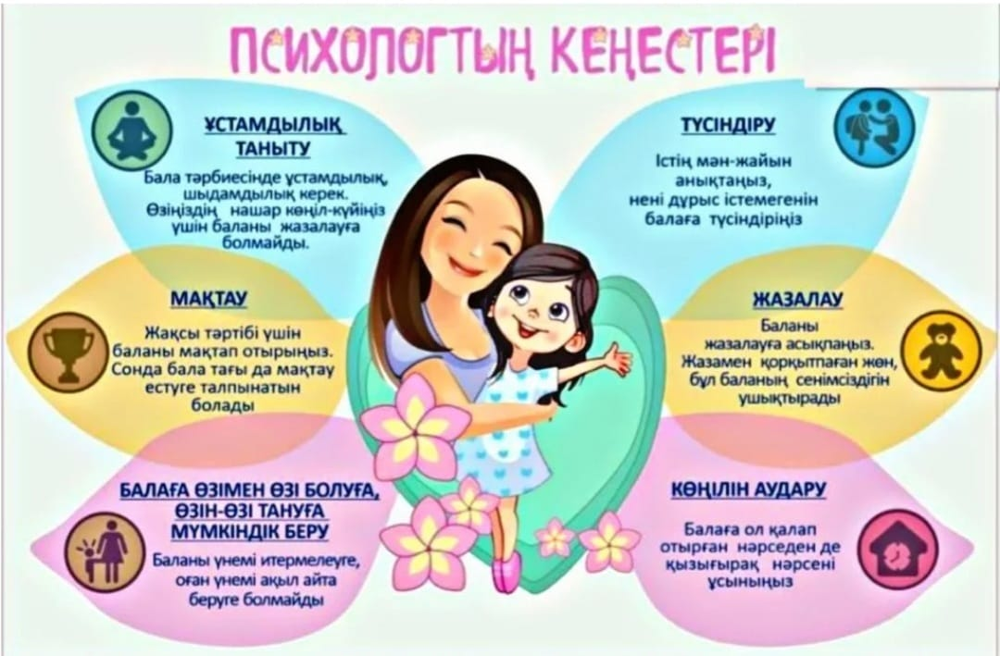 ПСИХОЛОГТЫҢ КЕҢЕСТЕРІ
ҰСТАМДЫЛЫҚ
ТАНЫТУ
Бала тәрбиесінде ұстамдылық,
шыдамдылық керек.
Өзіңіздің нашар көңіл-күйіңіз
үшін баланы жазалауға
болмайды.
ТҮСІНДІРУ
Істің мән-жайын
анықтаңыз,
нені дұрыс істемегенін
балаға түсіндіріңіз
МАҚТАУ
Жақсы тәртібі үшін
баланы мақтап отырыңыз.
Сонда бала тағы да мақтау
естуге талпынатын
болады
ЖАЗАЛАУ
Баланы
жазалауға асықпаңыз.
Жазамен қорқытпаған жөн,
бұл баланың сенімсіздігін
ушықтырады
БАЛАҒА ӨЗІМЕН ӨЗІ БОЛУҒА,
ӨЗІН-ӨЗІ ТАНУҒА
МҮМКІНДІК БЕРУ
Баланы үнемі итермелеуге,
оған үнемі ақыл айта
беруге болмайды
КӨҢІЛІН АУДАРУ
Балаға ол қалап
отырған нәрседен де
қызығырақ нәрсені
ұсыныңыз